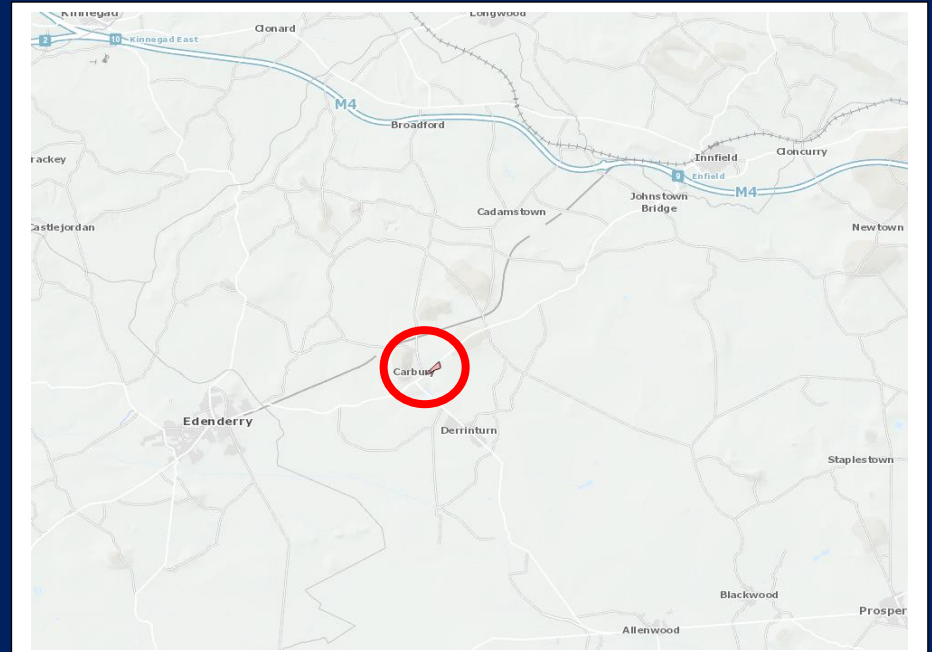 Kinnegad
Longwood
Clonard
2
10 Kinnegad East
M4
Broadford
rackey
Innfield
Cloncurry
9 Enfield
M4
Johnstown
Bridge
Cadamstown
Castlejordan
Newtown
Carbury
Edenderry
Derrinturn
Staplestown
Blackwood
Prosper
Allenwood